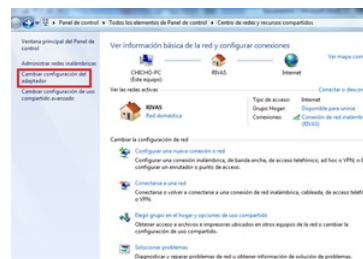 Panel de control ▸ Todos los elementos de Panel de control ▸ Centro de redes y recursos compartidos
Ventana principal del Panel de
control
Administrar redes inalámbricas
Cambiar configuración del
adaptador
Cambiar configuración de uso
compartido avanzado
Ver información básica de la red y configurar conexiones
Ver mapa com
CHICHO-PC
(Este equipo)
RIVAS
Internet
Ver las redes activas
Conectar o descon
RIVAS
Red doméstica
Tipo de acceso: Internet
Grupo Hogar: Disponible para unirse
Conexiones: Conexión de red inalámb
(RIVAS)
Cambiar la configuración de red
Configurar una nueva conexión o red
Configurar una conexión inalámbrica, de banda ancha, de acceso telefónico, ad hoc o VPN; o b
configurar un enrutador o punto de acceso.
Conectarse a una red
Conectarse o volver a conectarse a una conexión de red inalámbrica, cableada, de acceso telef
o VPN.
Elegir grupo en el hogar y opciones de uso compartido
Obtener acceso a archivos e impresoras ubicados en otros equipos de la red o cambiar la
configuración de uso compartido.
Solucionar problemas
Diagnosticar y reparar problemas de red u obtener información de solución de problemas.